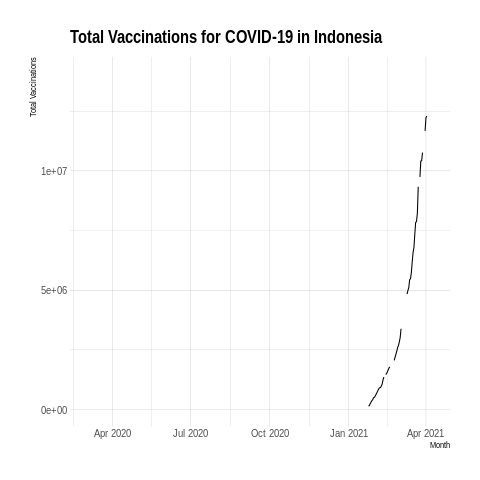 Total Vaccinations for COVID-19 in Indonesia
Total Vaccinations
1e+07
5e+06
0e+00
Apr 2020 Jul 2020 Oct 2020 Jan 2021 Apr 2021
Month